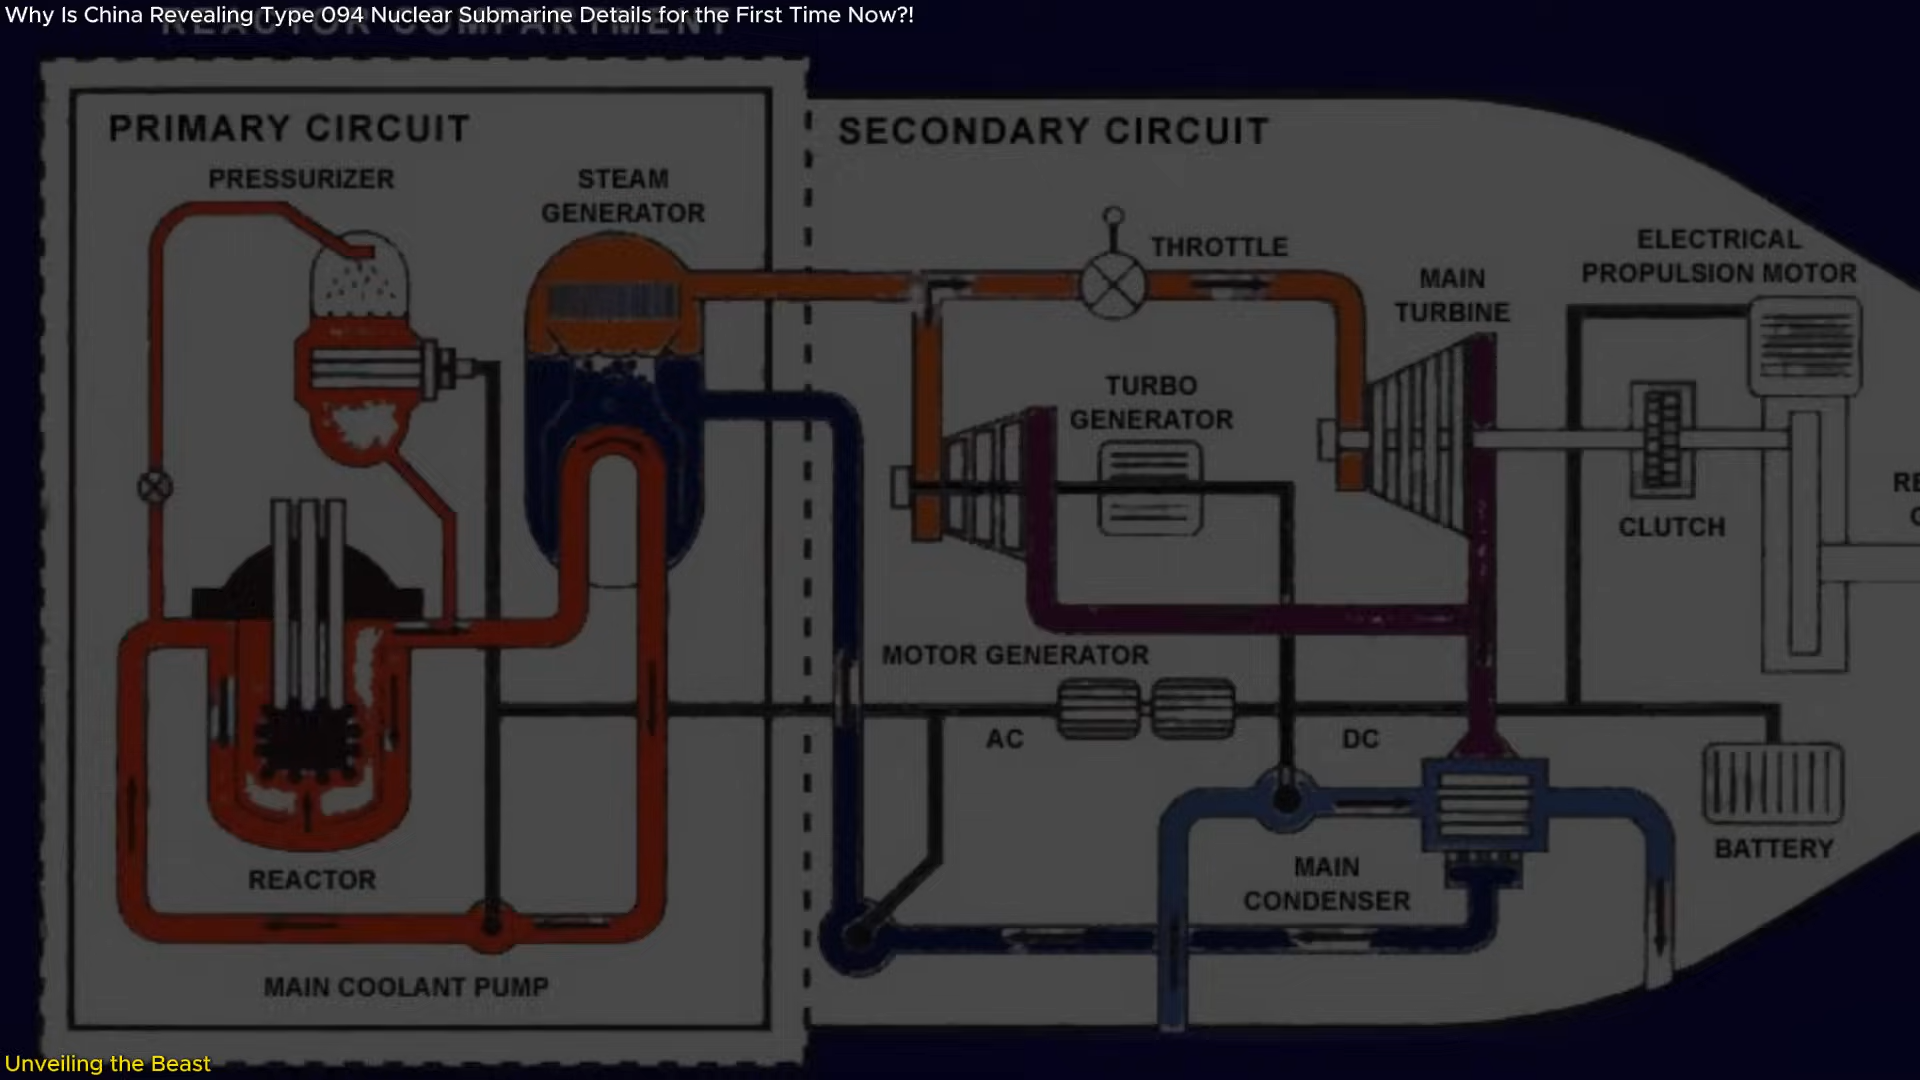 Why Is China Revealing Type 094 Nuclear Submarine Details for the First Time Now?!
REACTOR COMPARTMENT
PRIMARY CIRCUIT
SECONDARY CIRCUIT
PRESSURIZER
STEAM
GENERATOR
THROTTLE
MAIN
TURBINE
ELECTRICAL
PROPULSION MOTOR
TURBO
GENERATOR
CLUTCH
MOTOR GENERATOR
AC
DC
REACTOR
MAIN
CONDENSER
BATTERY
MAIN COOLANT PUMP
Unveiling the Beast